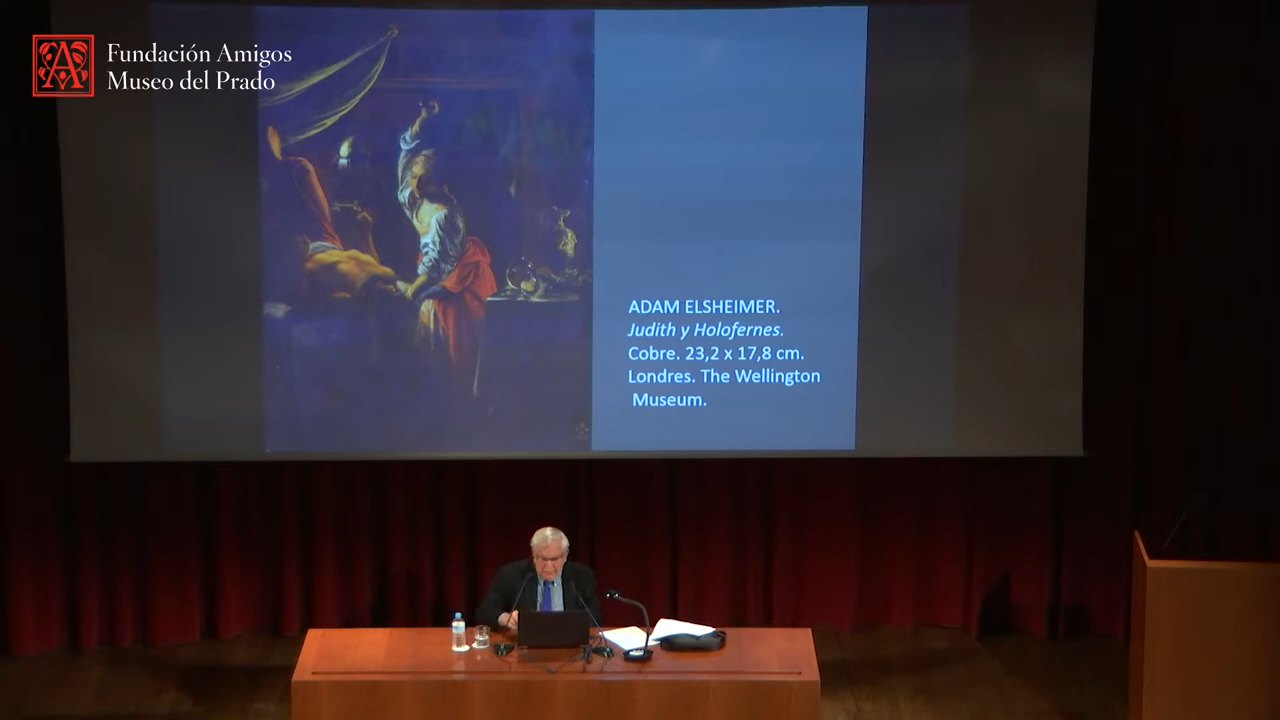 Fundación Amigos
Museo del Prado
ADAM ELSHEIMER.
Judith y Holofernes.
Cobre. 23,2 x 17,8 cm.
Londres. The Wellington
Museum.